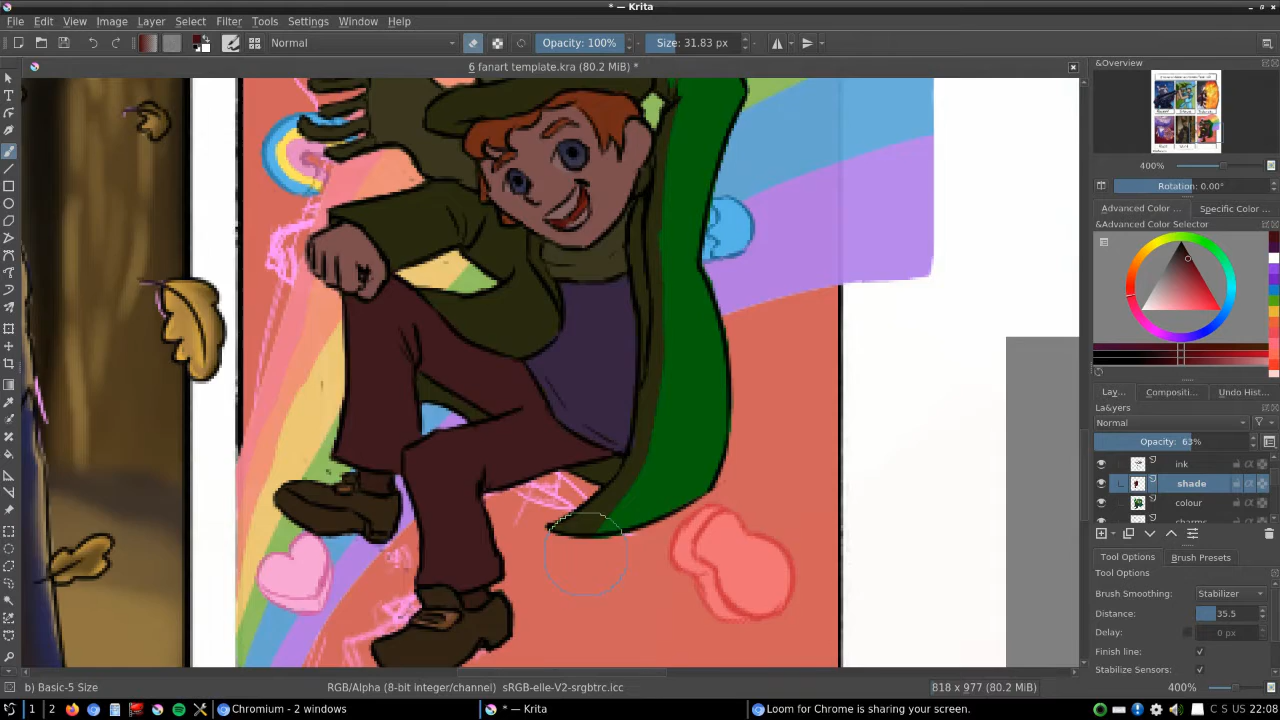 * — Krita
File Edit View Image Layer Select Filter Tools Settings Window Help
Normal Opacity: 100% Size: 31.83 px
6 fanart template.kra (80.2 MiB) *
&Overview
400%
Rotation: 0.00°
Advanced Color ... Specific Color ...
&Advanced Color Selector
Lay... Compositi... Undo Hist...
La&yers
Normal
Opacity: 63%
ink
shade
colour
Tool Options Brush Presets
Tool Options
Brush Smoothing: Stabilizer
Distance: 35.5
Delay: 0 px
Finish line:
Stabilize Sensors:
b) Basic-5 Size RGB/Alpha (8-bit integer/channel) sRGB-elle-V2-srgbtrc.icc 818 x 977 (80.2 MiB) 400%
1 2 Chromium - 2 windows * — Krita Loom for Chrome is sharing your screen. C S US 22:08